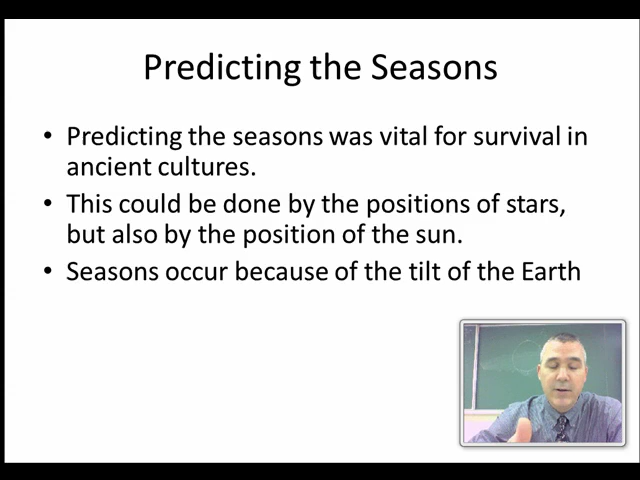 Predicting the Seasons
• Predicting the seasons was vital for survival in
ancient cultures.
• This could be done by the positions of stars,
but also by the position of the sun.
• Seasons occur because of the tilt of the Earth